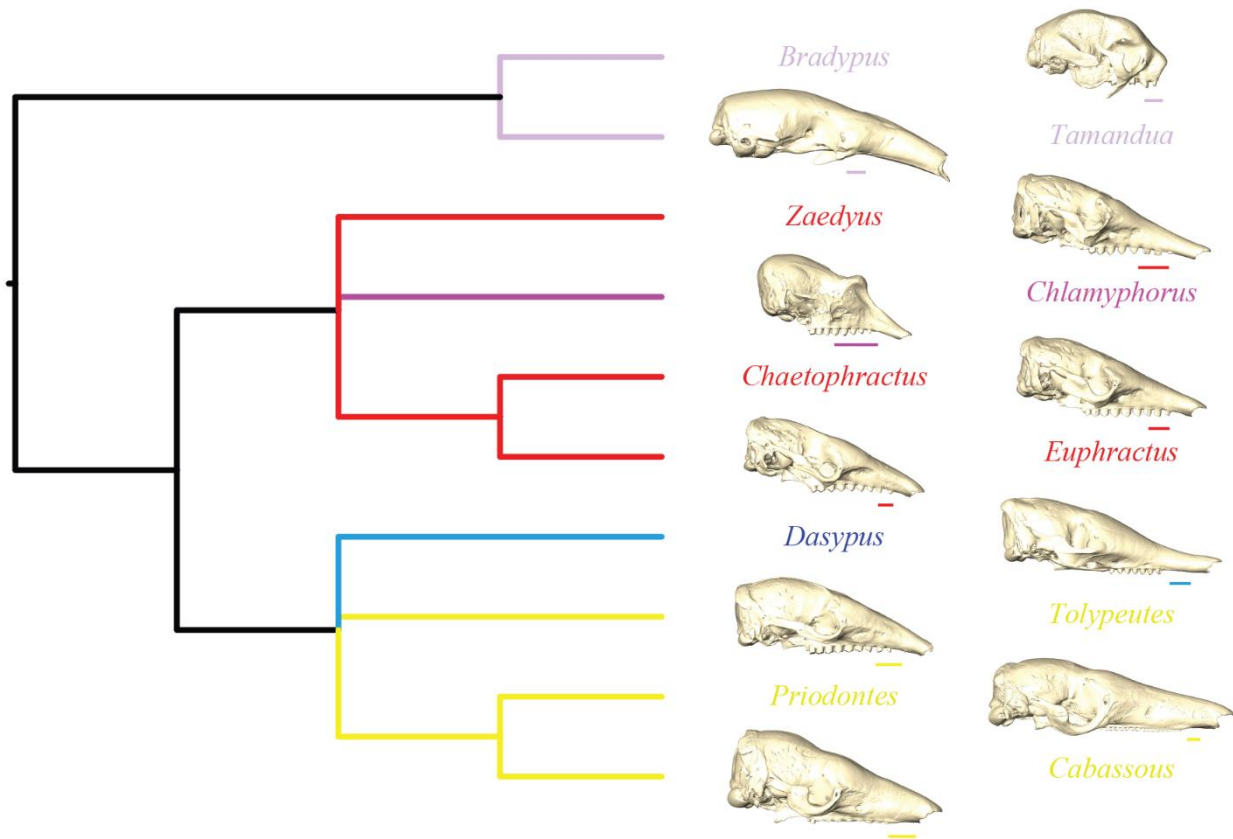 Bradypus
Tamandua
Zaedyus
Chlamyphorus
Chaetophractus
Euphractus
Dasypus
Tolypeutes
Priodontes
Cabassous